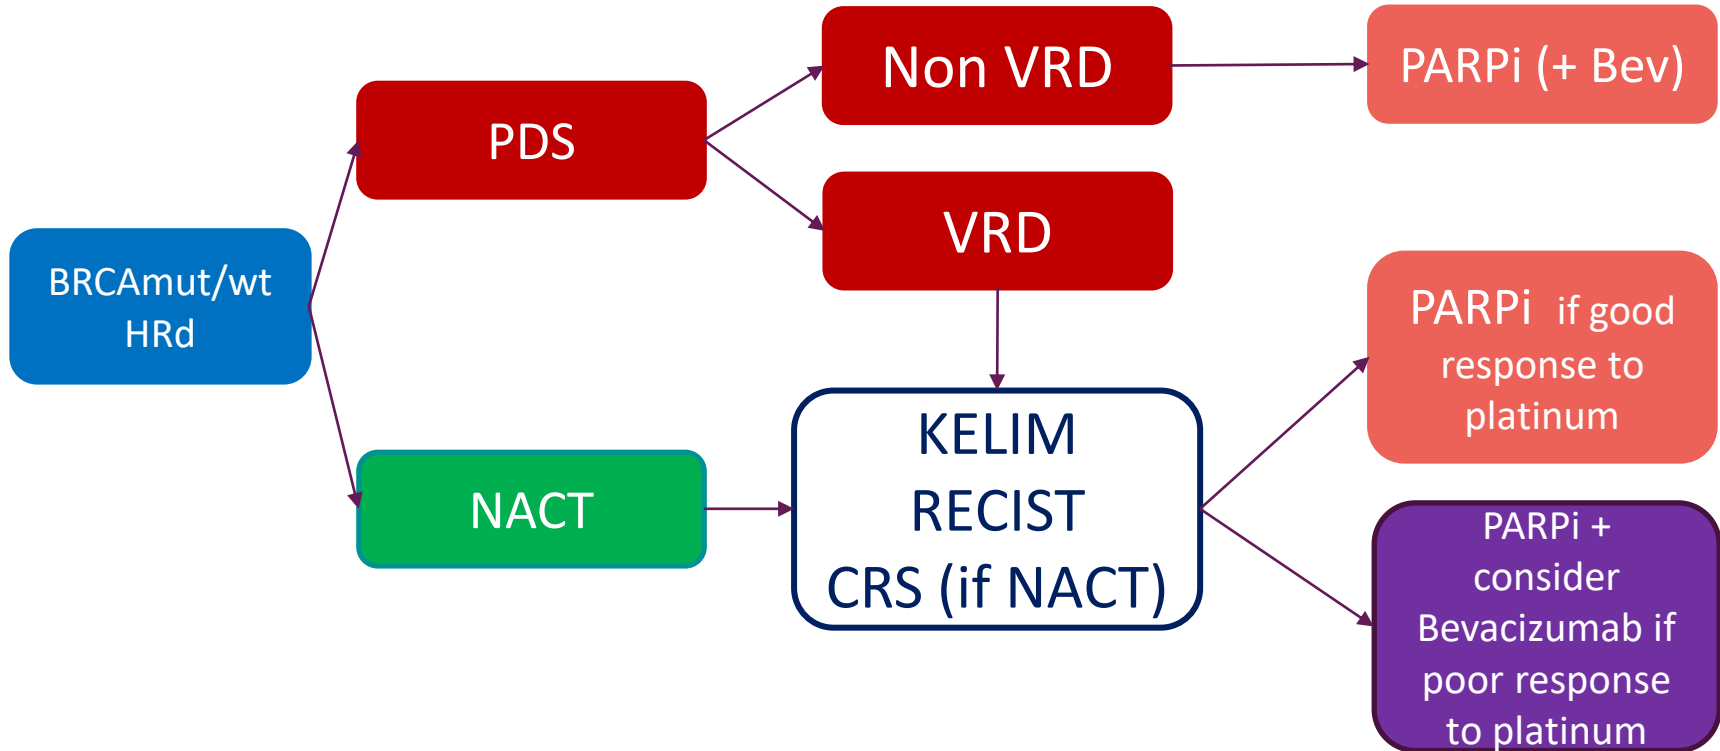 BRCAmut/wt
HRd
PDS
NACT
Non VRD
VRD
KELIM
RECIST
CRS (if NACT)
PARPi (+ Bev)
PARPi if good
response to
platinum
PARPi +
consider
Bevacizumab if
poor response
to platinum